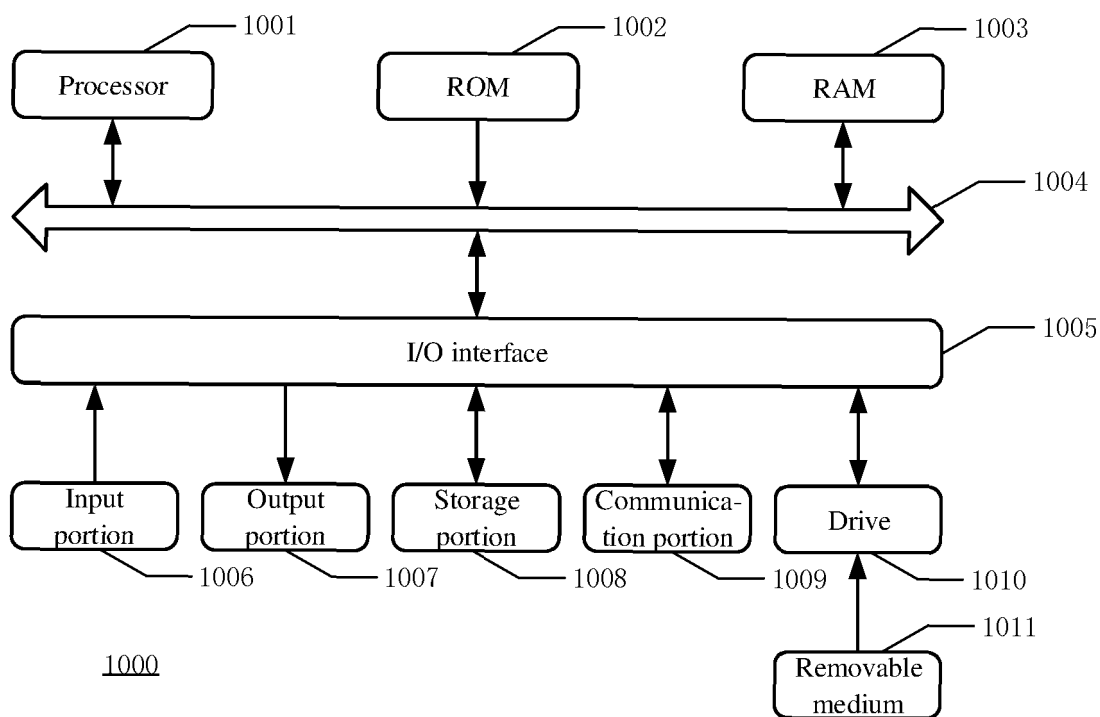 1001
1002
1003
Processor
ROM
RAM
1004
1005
I/O interface
Input
portion
Output
portion
Storage
portion
Communica-
tion portion
Drive
1006
1007
1008
1009
1010
1011
1000
Removable
medium